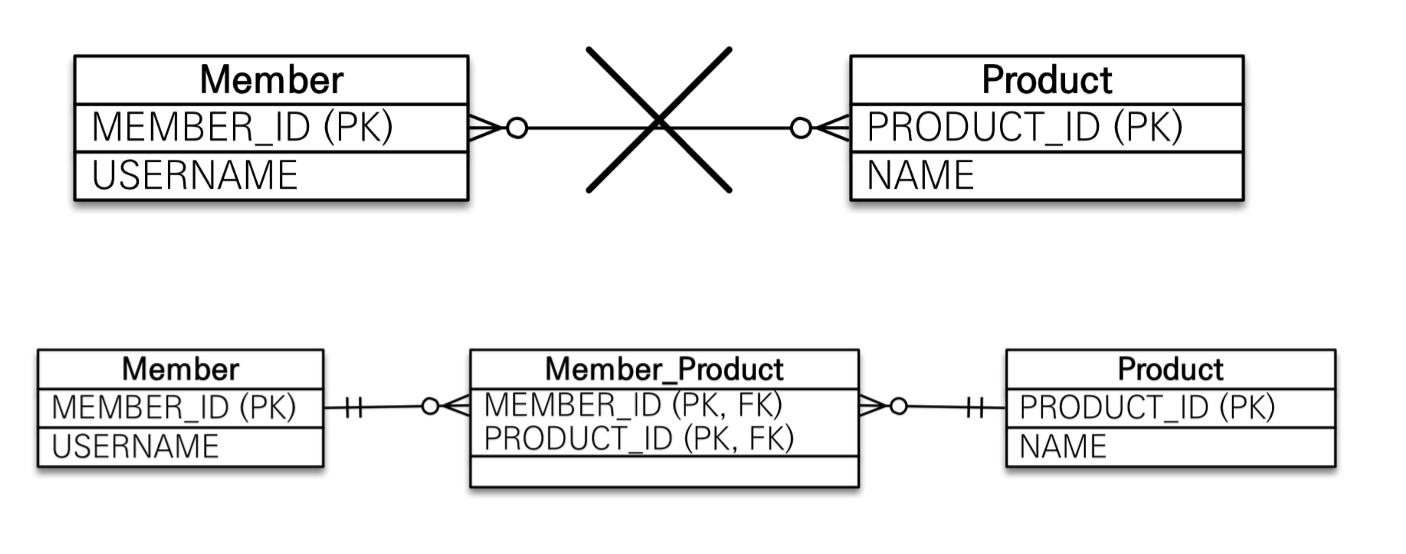 Member
MEMBER_ID (PK)
USERNAME
Product
PRODUCT_ID (PK)
NAME
Member
MEMBER_ID (PK)
USERNAME
Member_Product
MEMBER_ID (PK, FK)
PRODUCT_ID (PK, FK)
Product
PRODUCT_ID (PK)
NAME